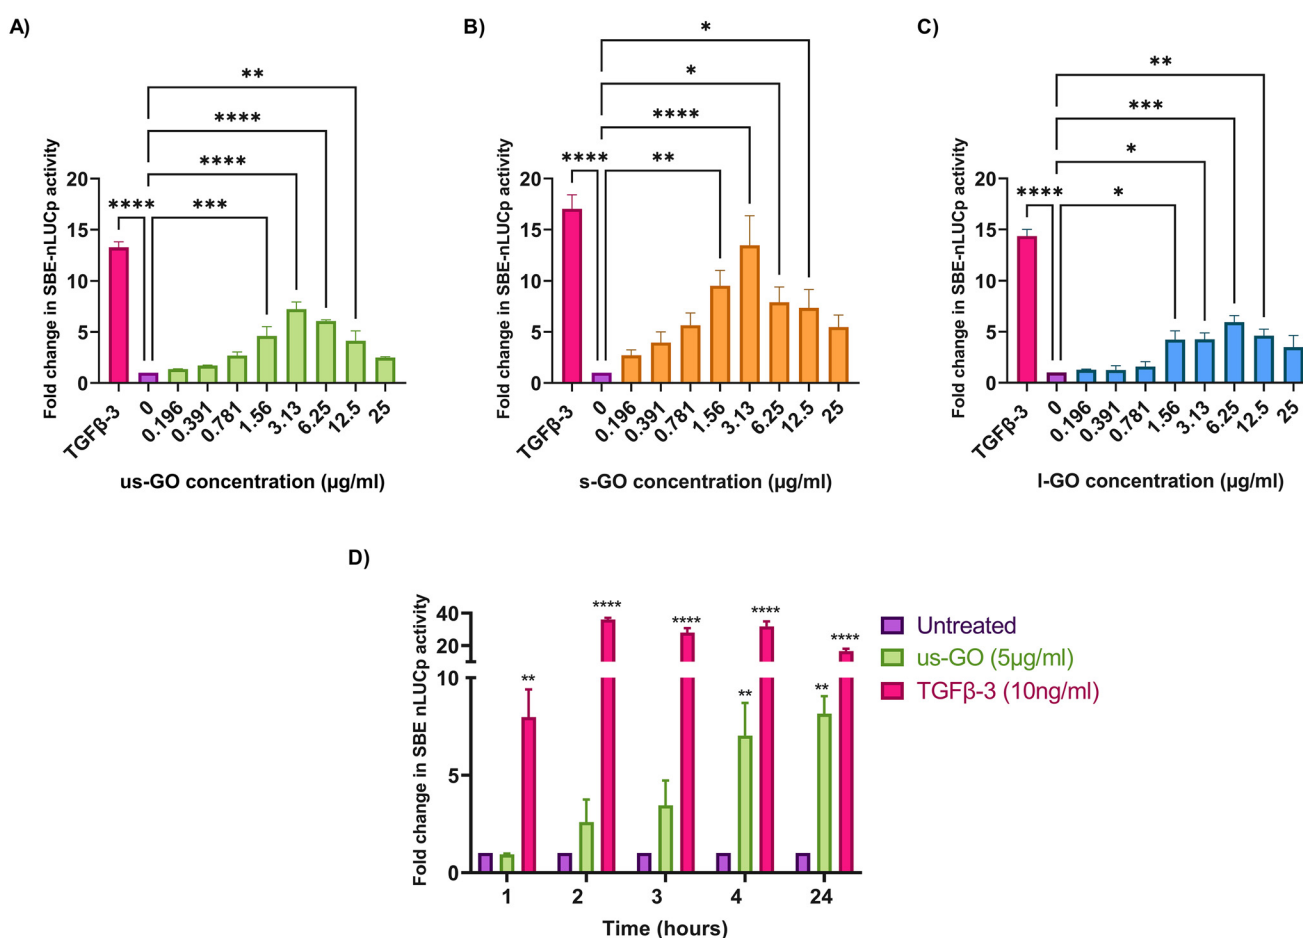 A)
**
****
****
**** ***
Fold change in SBE-nLUCp activity
20
15
10
5
0
TGFβ-3 0 0.196 0.391 0.781 1.56 3.13 6.25 12.5 25
us-GO concentration (µg/ml)
B)
*
*
****
**** **
Fold change in SBE-nLUCp activity
20
15
10
5
0
TGFβ-3 0 0.196 0.391 0.781 1.56 3.13 6.25 12.5 25
s-GO concentration (µg/ml)
C)
**
***
*
**** *
Fold change in SBE-nLUCp activity
20
15
10
5
0
TGFβ-3 0 0.196 0.391 0.781 1.56 3.13 6.25 12.5 25
l-GO concentration (µg/ml)
D)
Fold change in SBE nLUCp activity
40
20
10
5
0
** **** **** ** **** ** ****
1 2 3 4 24
Time (hours)
Untreated
us-GO (5µg/ml)
TGFβ-3 (10ng/ml)